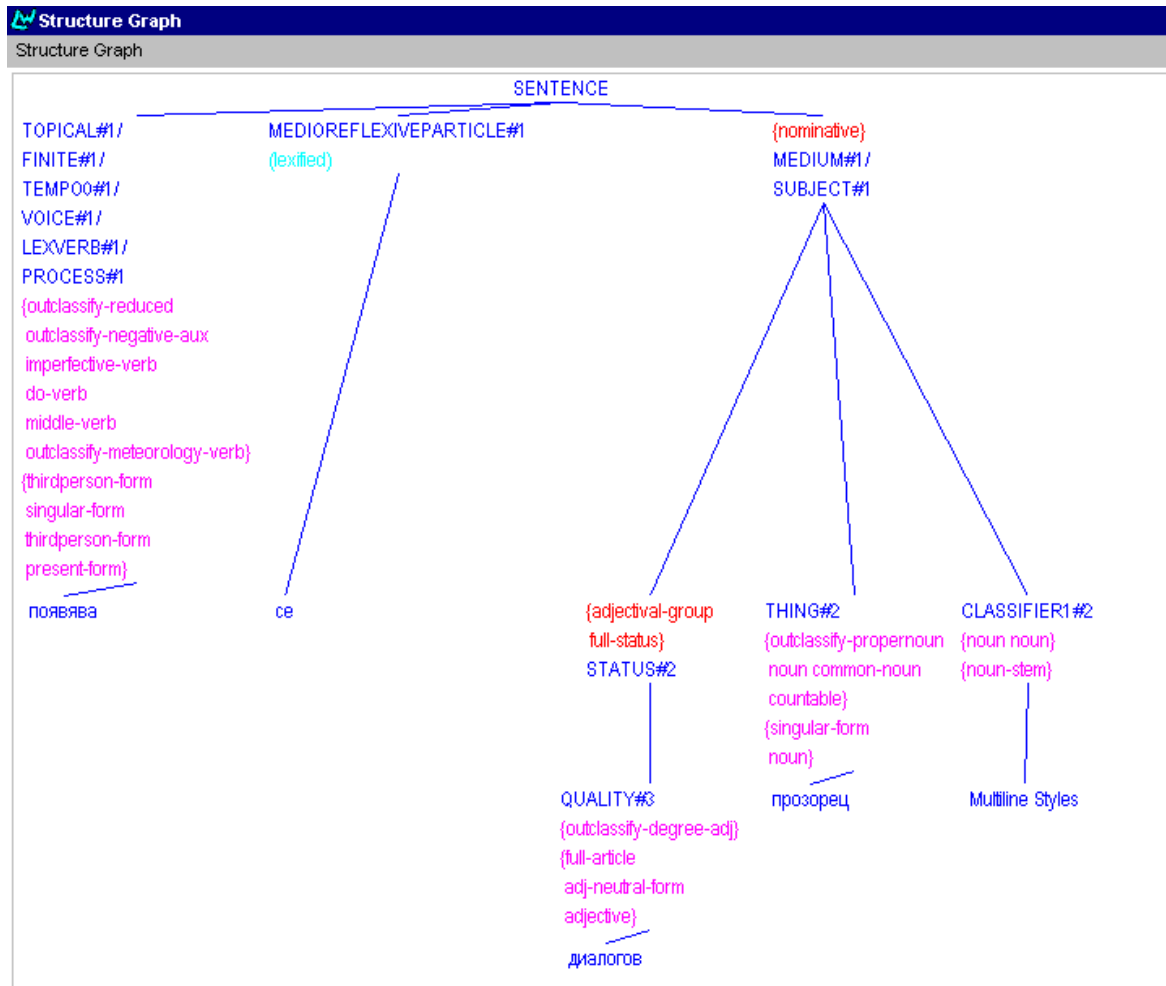 Structure Graph
Structure Graph
SENTENCE
TOPICAL#1/
FINITE#1/
TEMPO0#1/
VOICE#1/
LEXVERB#1/
PROCESS#1
{outclassify-reduced
outclassify-negative-aux
imperfective-verb
do-verb
middle-verb
outclassify-meteorology-verb}
{thirdperson-form
singular-form
thirdperson-form
present-form}
появява
MEDIOREFLEXIVEPARTICLE#1
(lexified)
се
{nominative}
MEDIUM#1/
SUBJECT#1
{adjectival-group
full-status}
STATUS#2
QUALITY#3
{outclassify-degree-adj}
{full-article
adj-neutral-form
adjective}
диалогов
THING#2
{outclassify-propernoun
noun common-noun
countable}
{singular-form
noun}
прозорец
CLASSIFIER1#2
{noun noun}
{noun-stem}
Multiline Styles